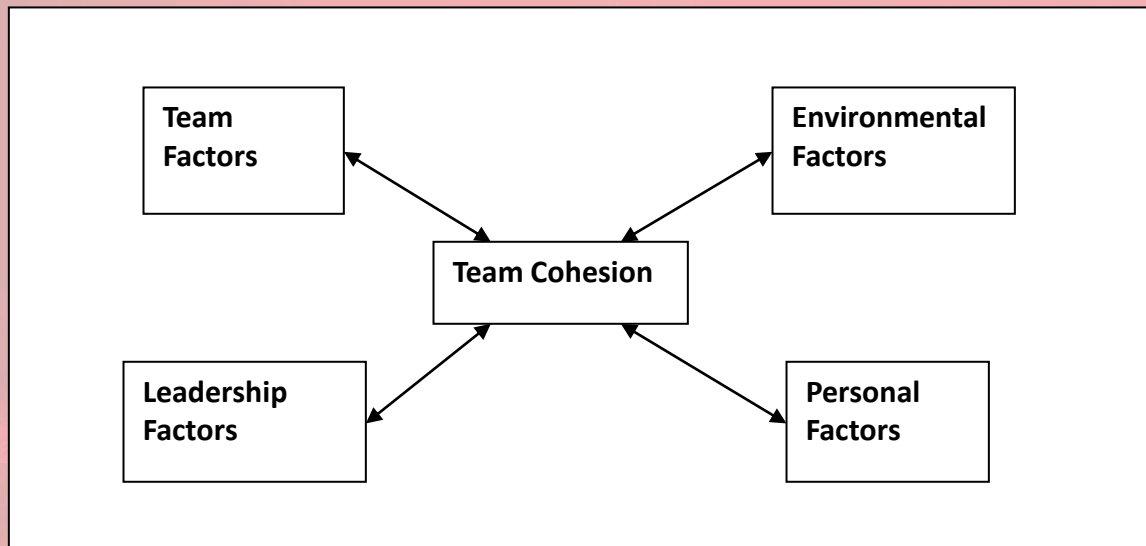 Team
Factors
Environmental
Factors
Team Cohesion
Leadership
Factors
Personal
Factors